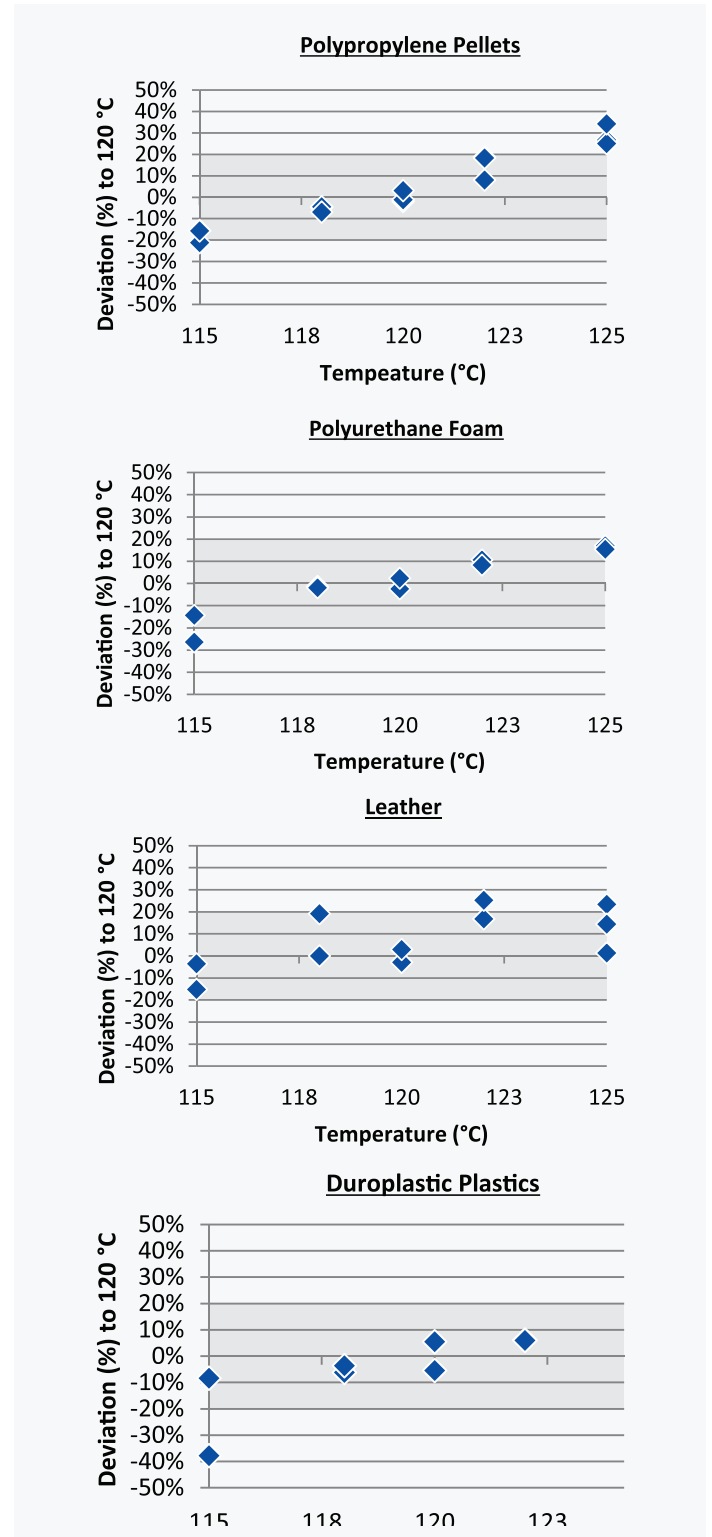 Polypropylene Pellets
50%
40%
30%
20%
10%
0%
-10%
-20%
-30%
-40%
-50%
Deviation (%) to 120 °C
115 118 120 123 125
Tempeature (°C)
Polyurethane Foam
50%
40%
30%
20%
10%
0%
-10%
-20%
-30%
-40%
-50%
Deviation (%) to 120 °C
115 118 120 123 125
Temperature (°C)
Leather
50%
40%
30%
20%
10%
0%
-10%
-20%
-30%
-40%
-50%
Deviation (%) to 120 °C
115 118 120 123 125
Temperature (°C)
Duroplastic Plastics
50%
40%
30%
20%
10%
0%
-10%
-20%
-30%
-40%
-50%
Deviation (%) to 120 °C
115 118 120 123